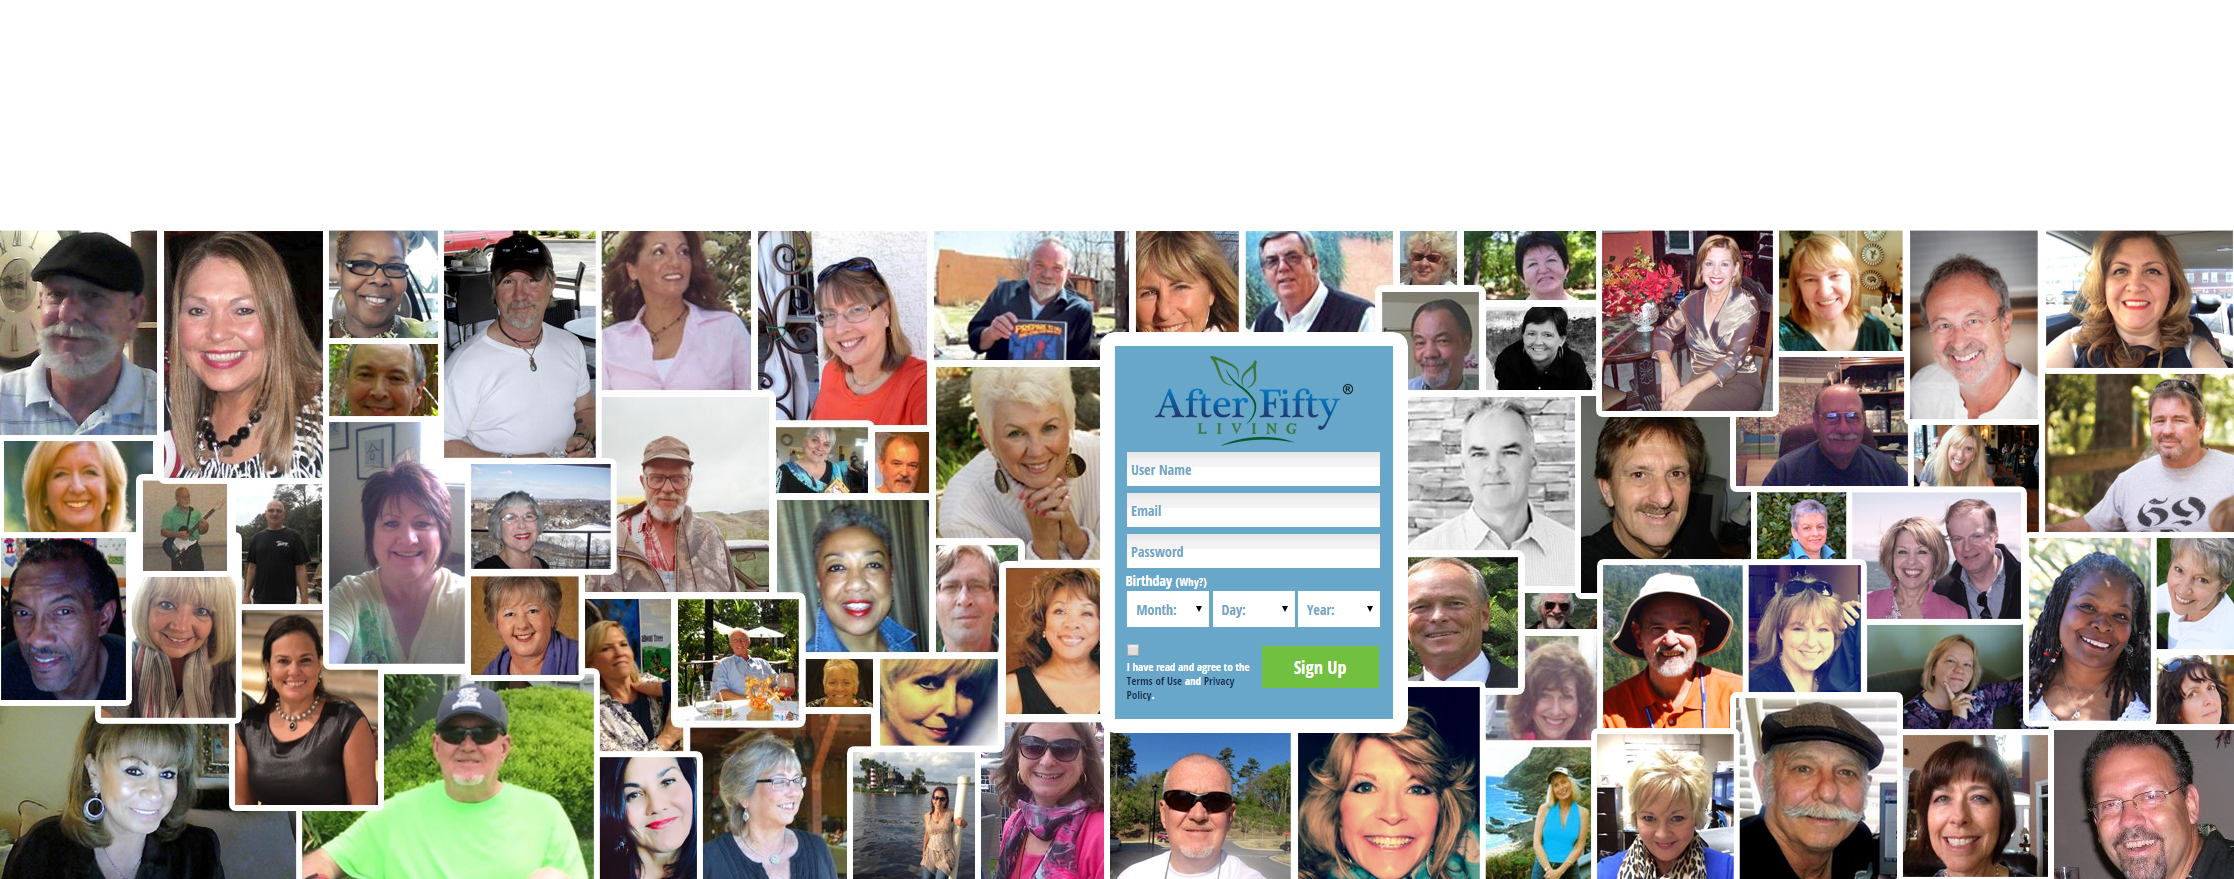 After Fifty ®
LIVING
User Name
Email
Password
Birthday (Why?)
Month:
Day:
Year:
I have read and agree to the
Terms of Use and Privacy
Policy.
Sign Up
69